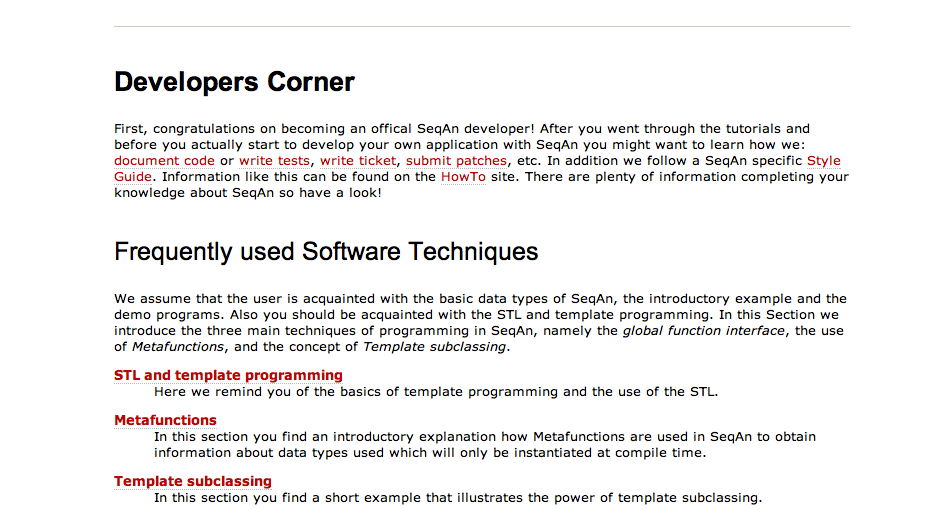 Developers Corner
First, congratulations on becoming an offical SeqAn developer! After you went through the tutorials and
before you actually start to develop your own application with SeqAn you might want to learn how we:
document code or write tests, write ticket, submit patches, etc. In addition we follow a SeqAn specific Style
Guide. Information like this can be found on the HowTo site. There are plenty of information completing your
knowledge about SeqAn so have a look!
Frequently used Software Techniques
We assume that the user is acquainted with the basic data types of SeqAn, the introductory example and the
demo programs. Also you should be acquainted with the STL and template programming. In this Section we
introduce the three main techniques of programming in SeqAn, namely the global function interface, the use
of Metafunctions, and the concept of Template subclassing.
STL and template programming
Here we remind you of the basics of template programming and the use of the STL.
Metafunctions
In this section you find an introductory explanation how Metafunctions are used in SeqAn to obtain
information about data types used which will only be instantiated at compile time.
Template subclassing
In this section you find a short example that illustrates the power of template subclassing.